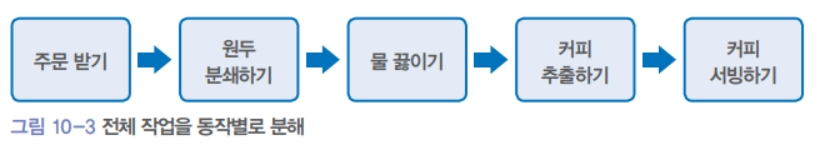 주문 받기
원두
분쇄하기
물 끓이기
커피
추출하기
커피
서빙하기
그림 10-3 전체 작업을 동작별로 분해